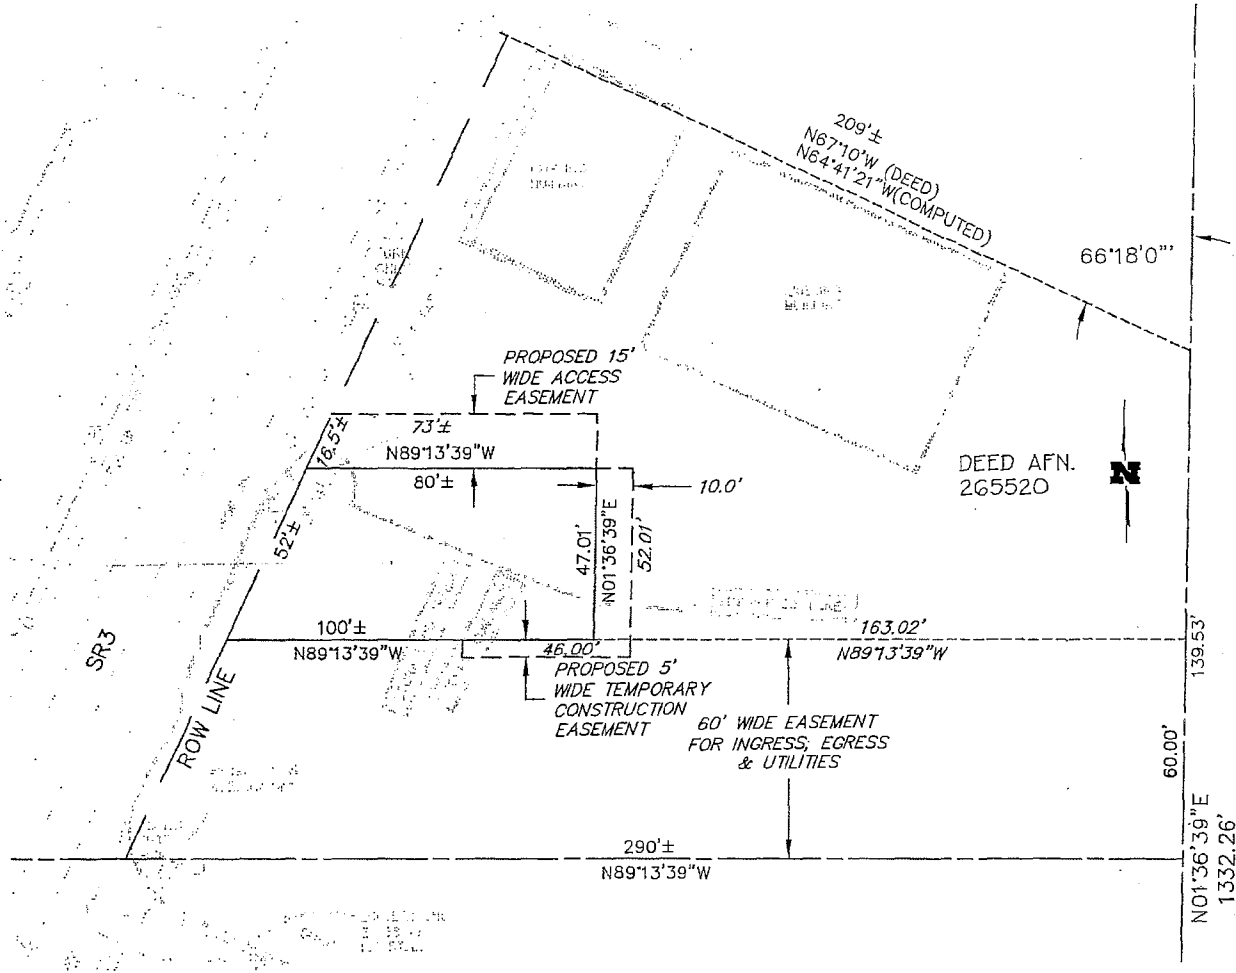 209'±
N67°10'W (DEED)
N64°41'21"W(COMPUTED)
66°18'0"'
PROPOSED 15'
WIDE ACCESS
EASEMENT
16.5'±
73'±
N89°13'39"W
80'±
10.0'
DEED AFN.
265520
N
52'±
47.01'
N01°36'39"E
52.01'
100'±
N89°13'39"W
46.00'
163.02'
N89°13'39"W
139.53'
SR3
ROW LINE
PROPOSED 5'
WIDE TEMPORARY
CONSTRUCTION
EASEMENT
60' WIDE EASEMENT
FOR INGRESS; EGRESS
& UTILITIES
60.00'
290'±
N89°13'39"W
N01°36'39"E
1332.26'